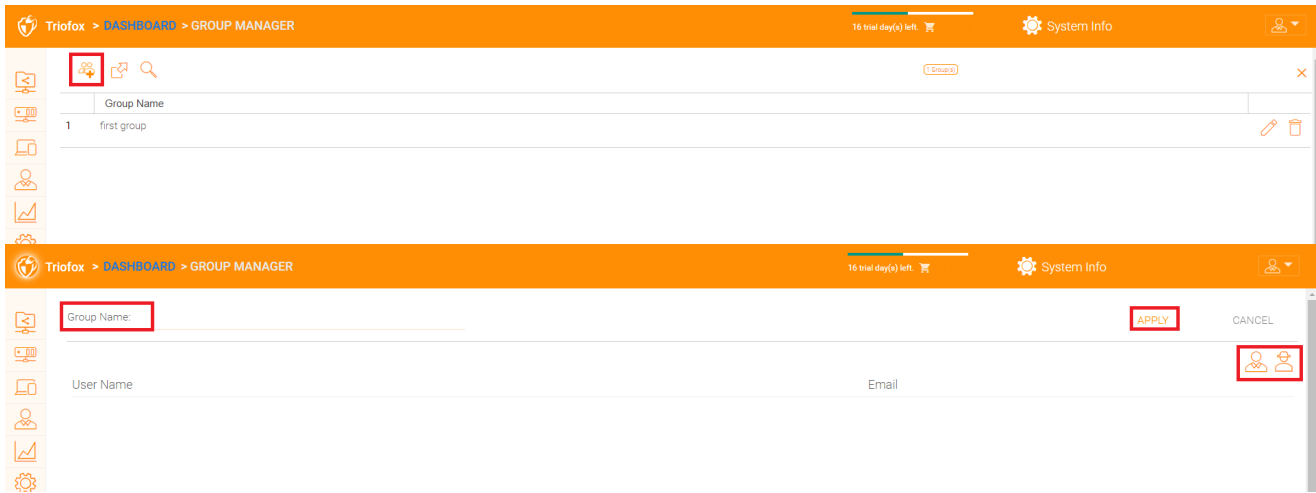 Triofox > DASHBOARD > GROUP MANAGER
16 trial day(s) left.
System Info
1 Group(s)
Group Name
1 first group
Triofox > DASHBOARD > GROUP MANAGER
16 trial day(s) left.
System Info
Group Name:
APPLY
CANCEL
User Name
Email